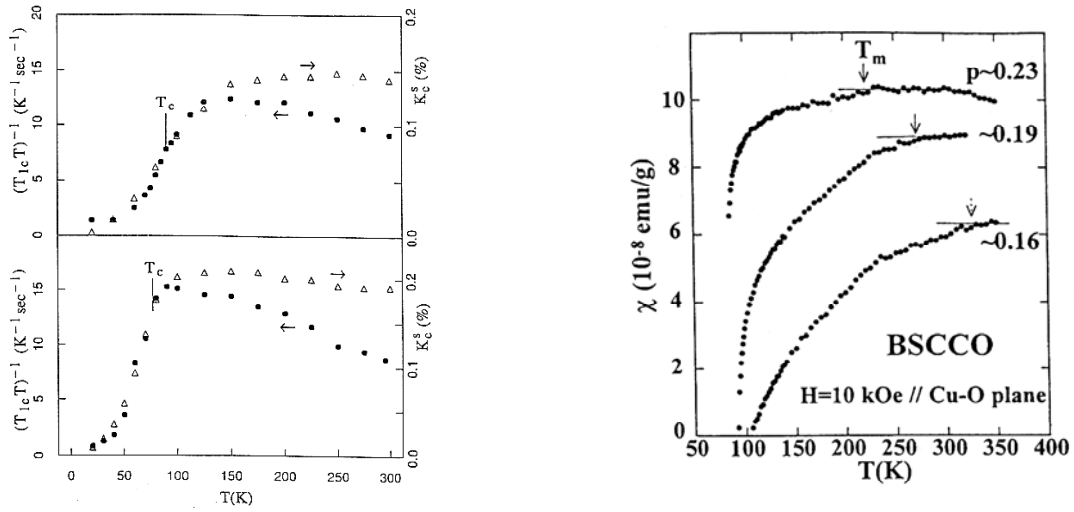 20
15
10
5
0
(T1cT)−1 (K−1 sec−1)
Tc
→
←
0.2
0.1
0
Kcs (%)
20
15
10
5
0
(T1cT)−1 (K−1 sec−1)
Tc
→
←
0.2
0.1
0.0
Kcs (%)
0 50 100 150 200 250 300
T(K)
10
8
6
4
2
0
χ (10-8 emu/g)
Tm
p~0.23
~0.19
~0.16
BSCCO
H=10 kOe // Cu-O plane
50 100 150 200 250 300 350 400
T(K)